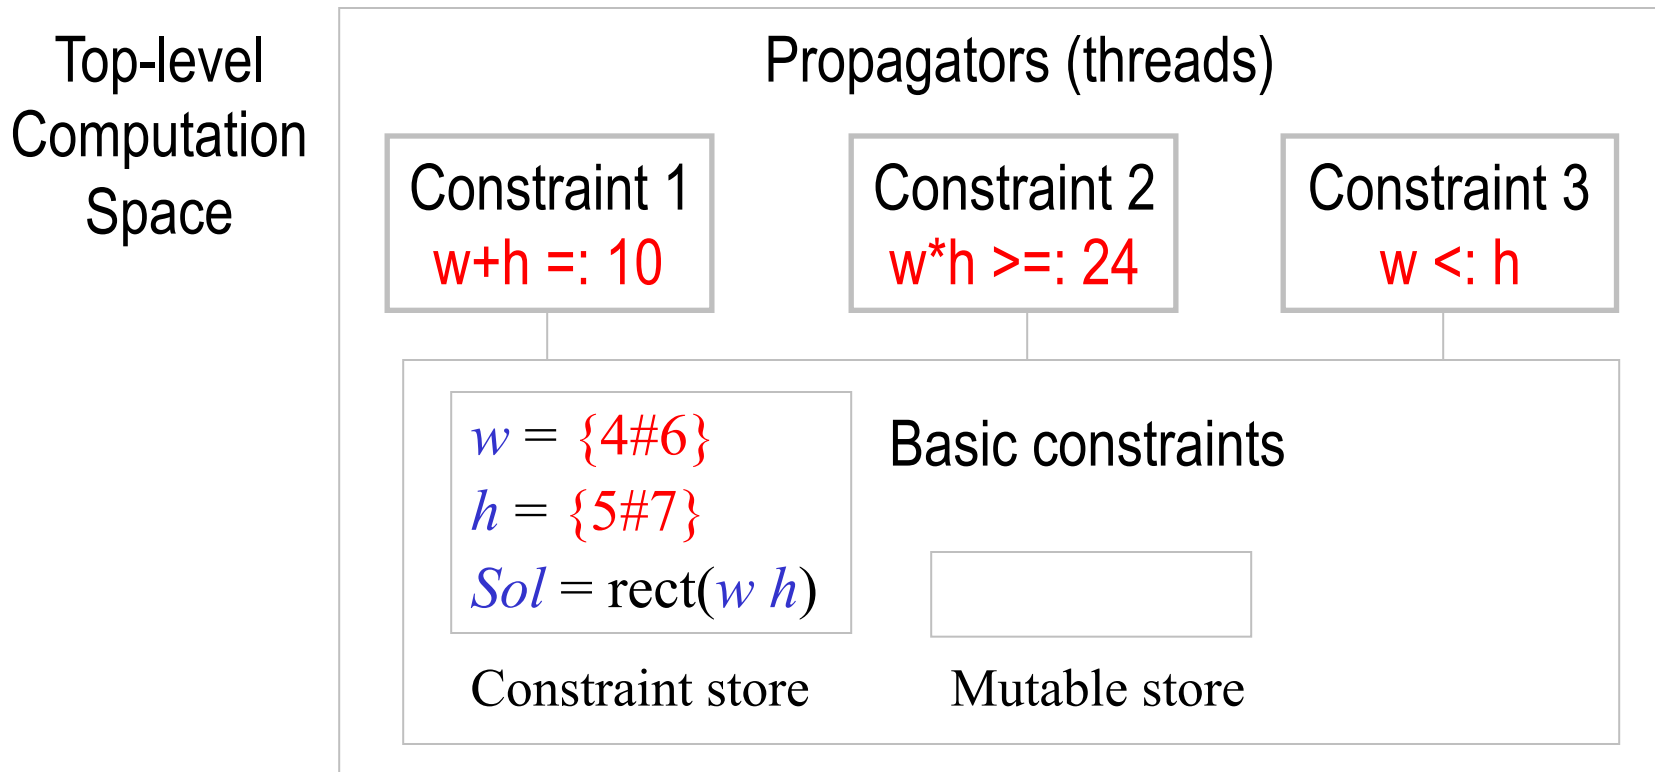 Top-level
Computation
Space
Propagators (threads)
Constraint 1
w+h =: 10
Constraint 2
w*h >=: 24
Constraint 3
w <: h
w = {4#6}
h = {5#7}
Sol = rect(w h)
Basic constraints
Constraint store
Mutable store